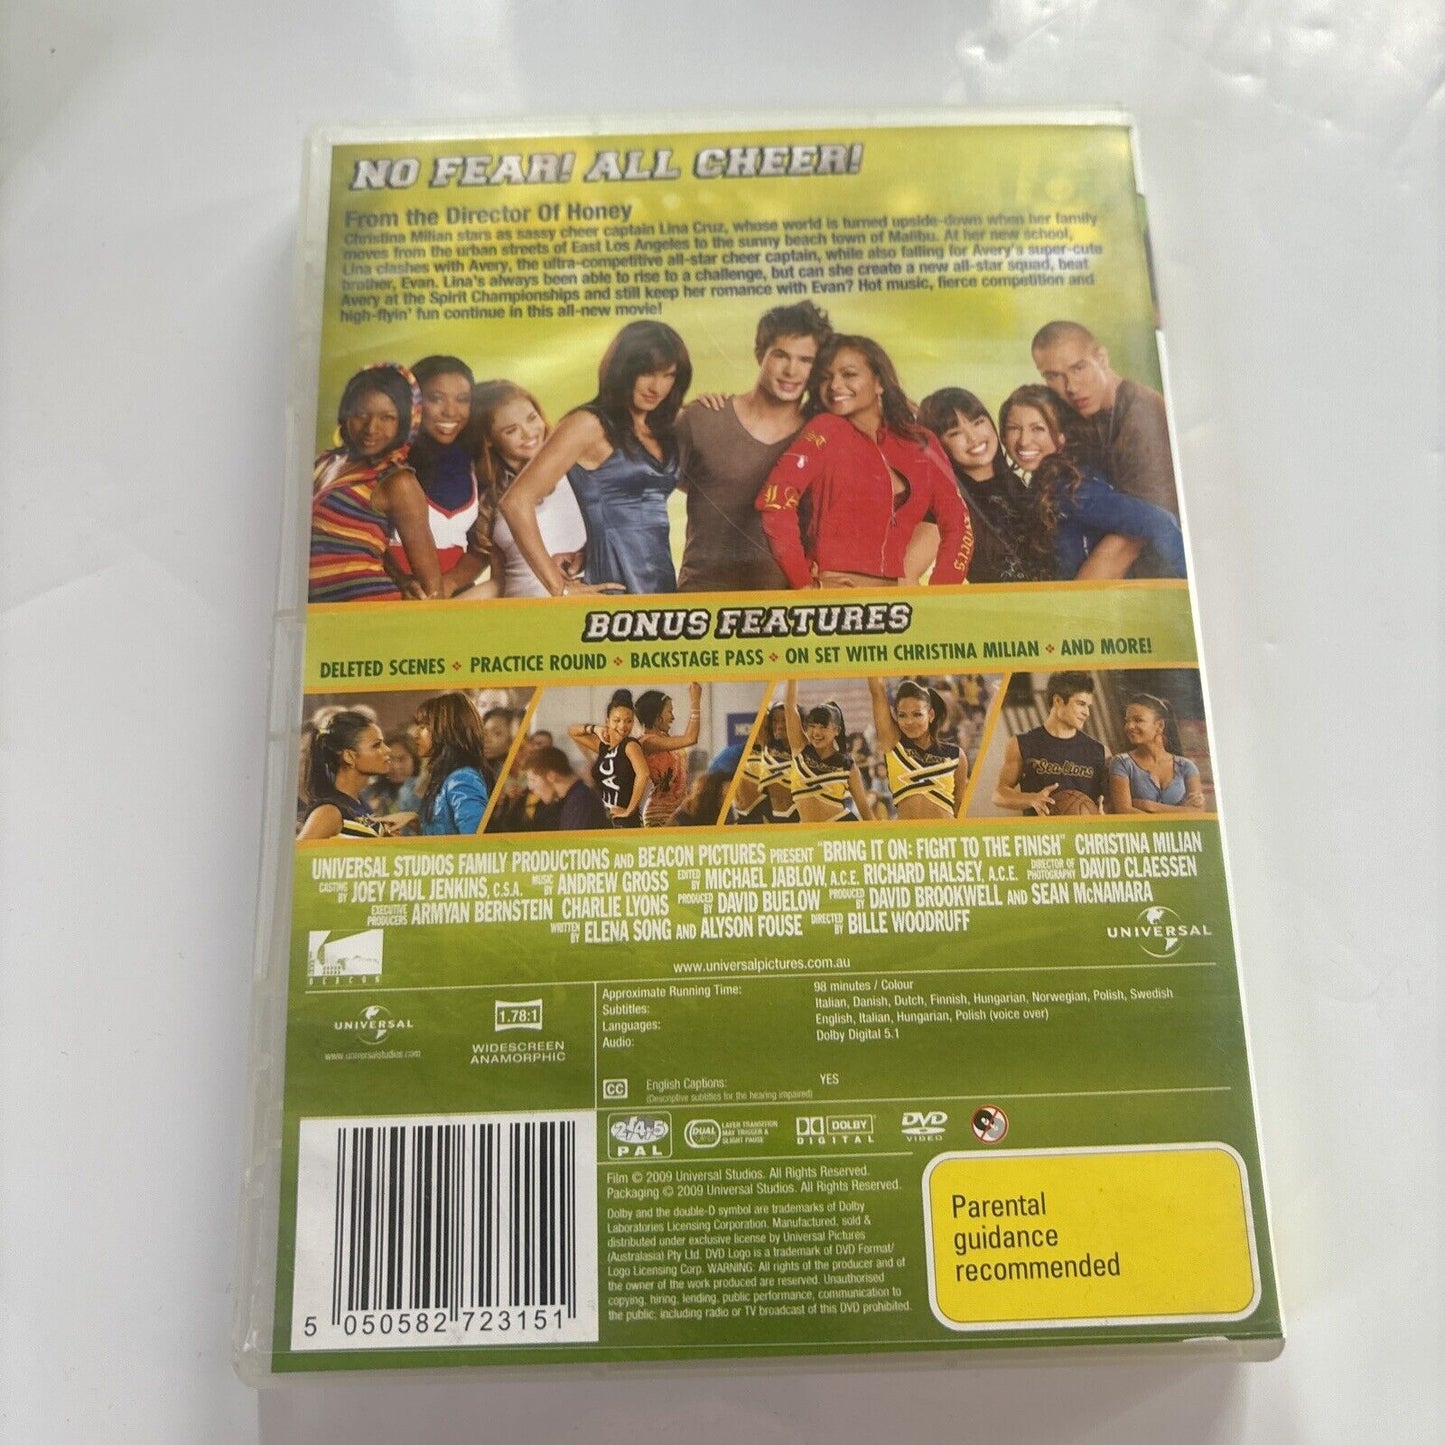 NO FEAR! ALL CHEER!
From the Director Of Honey
Christina Milian stars as sassy cheer captain Lina Cruz, whose world is turned upside-down when her family
moves from the urban streets of East Los Angeles to the sunny beach town of Malibu. At her new school,
Lina clashes with Avery, the ultra-competitive all-star cheer captain, while also falling for Avery's super-cute
brother, Evan. Lina's always been able to rise to a challenge, but can she create a new all-star squad, beat
Avery at the Spirit Championships and still keep her romance with Evan? Hot music, fierce competition and
high-flyin' fun continue in this all-new movie!
BONUS FEATURES
DELETED SCENES ❖ PRACTICE ROUND ❖ BACKSTAGE PASS ❖ ON SET WITH CHRISTINA MILIAN ❖ AND MORE!
Sea Lions
UNIVERSAL STUDIOS FAMILY PRODUCTIONS AND BEACON PICTURES PRESENT "BRING IT ON: FIGHT TO THE FINISH" CHRISTINA MILIAN
CASTING BY JOEY PAUL JENKINS, C.S.A. MUSIC BY ANDREW GROSS EDITED BY MICHAEL JABLOW, A.C.E. RICHARD HALSEY, A.C.E. DIRECTOR OF PHOTOGRAPHY DAVID CLAESSEN
EXECUTIVE PRODUCERS ARMYAN BERNSTEIN CHARLIE LYONS PRODUCED BY DAVID BUELOW PRODUCED BY DAVID BROOKWELL AND SEAN McNAMARA
WRITTEN BY ELENA SONG AND ALYSON FOUSE DIRECTED BY BILLE WOODRUFF
UNIVERSAL
BEACON
www.universalpictures.com.au
UNIVERSAL
www.universalstudios.com
1.78:1
WIDESCREEN
ANAMORPHIC
Approximate Running Time: 98 minutes / Colour
Subtitles: Italian, Danish, Dutch, Finnish, Hungarian, Norwegian, Polish, Swedish
Languages: English, Italian, Hungarian, Polish (voice over)
Audio: Dolby Digital 5.1
CC English Captions: YES
(Descriptive subtitles for the hearing impaired)
2·4·5
PAL
DUAL LAYER TRANSITION
MAY TRIGGER A
SLIGHT PAUSE
DOLBY
DIGITAL
DVD
VIDEO
Film © 2009 Universal Studios. All Rights Reserved.
Packaging © 2009 Universal Studios. All Rights Reserved.
Dolby and the double-D symbol are trademarks of Dolby
Laboratories Licensing Corporation. Manufactured, sold &
distributed under exclusive license by Universal Pictures
(Australasia) Pty Ltd. DVD Logo is a trademark of DVD Format/
Logo Licensing Corp. WARNING: All rights of the producer and of
the owner of the work produced are reserved. Unauthorised
copying, hiring, lending, public performance, communication to
the public, including radio or TV broadcast of this DVD prohibited.
Parental
guidance
recommended
5 050582 723151